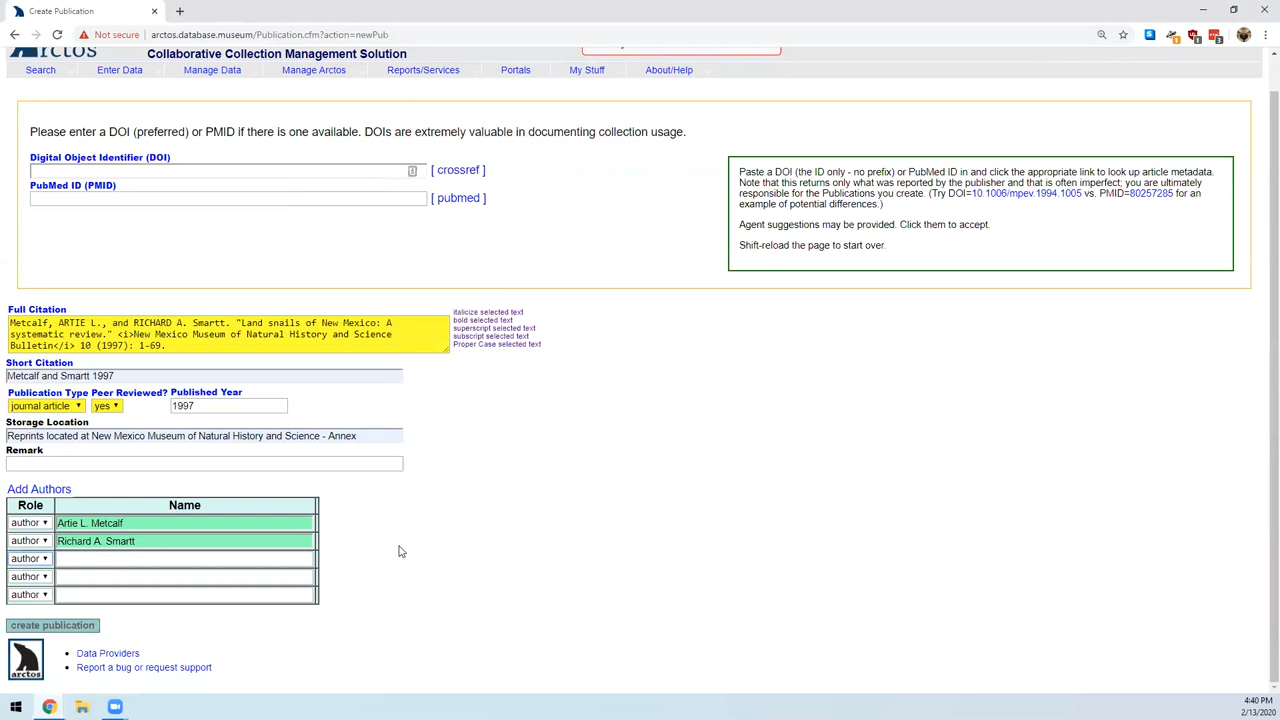 Create Publication
Not secure | arctos.database.museum/Publication.cfm?action=newPub
Collaborative Collection Management Solution
Search Enter Data Manage Data Manage Arctos Reports/Services Portals My Stuff About/Help
Please enter a DOI (preferred) or PMID if there is one available. DOIs are extremely valuable in documenting collection usage.
Digital Object Identifier (DOI)
[ crossref ]
PubMed ID (PMID)
[ pubmed ]
Paste a DOI (the ID only - no prefix) or PubMed ID in and click the appropriate link to look up article metadata.
Note that this returns only what was reported by the publisher and that is often imperfect; you are ultimately
responsible for the Publications you create. (Try DOI=10.1006/mpev.1994.1005 vs. PMID=80257285 for an
example of potential differences.)
Agent suggestions may be provided. Click them to accept.
Shift-reload the page to start over.
Full Citation
Metcalf, ARTIE L., and RICHARD A. Smartt. "Land snails of New Mexico: A
systematic review." <i>New Mexico Museum of Natural History and Science
Bulletin</i> 10 (1997): 1-69.
italicize selected text
bold selected text
superscript selected text
subscript selected text
Proper Case selected text
Short Citation
Metcalf and Smartt 1997
Publication Type Peer Reviewed? Published Year
journal article yes 1997
Storage Location
Reprints located at New Mexico Museum of Natural History and Science - Annex
Remark
Add Authors
Role Name
author Artie L. Metcalf
author Richard A. Smartt
author
author
author
create publication
arctos
Data Providers
Report a bug or request support
4:40 PM
2/13/2020